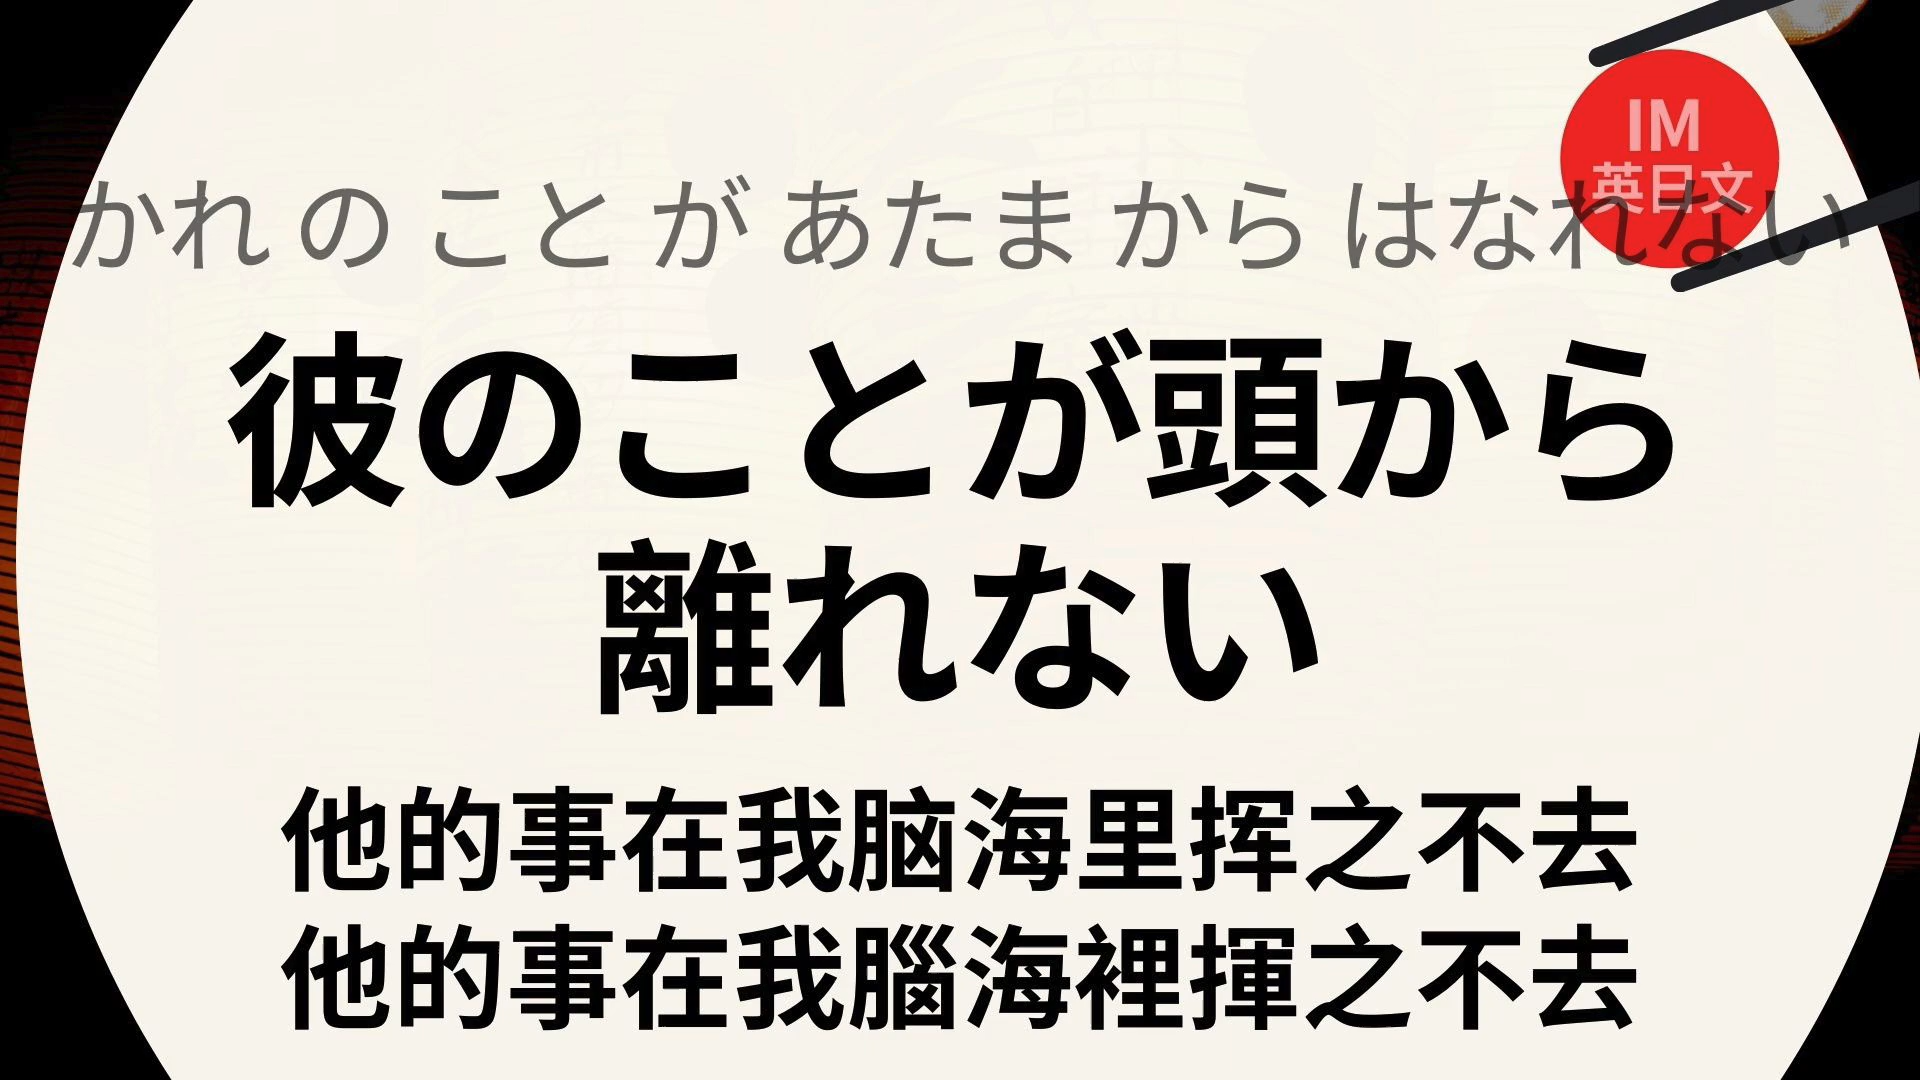 IM
英日文
かれ の こと が あたま から はなれない
彼のことが頭から
離れない
他的事在我脑海里挥之不去
他的事在我腦海裡揮之不去